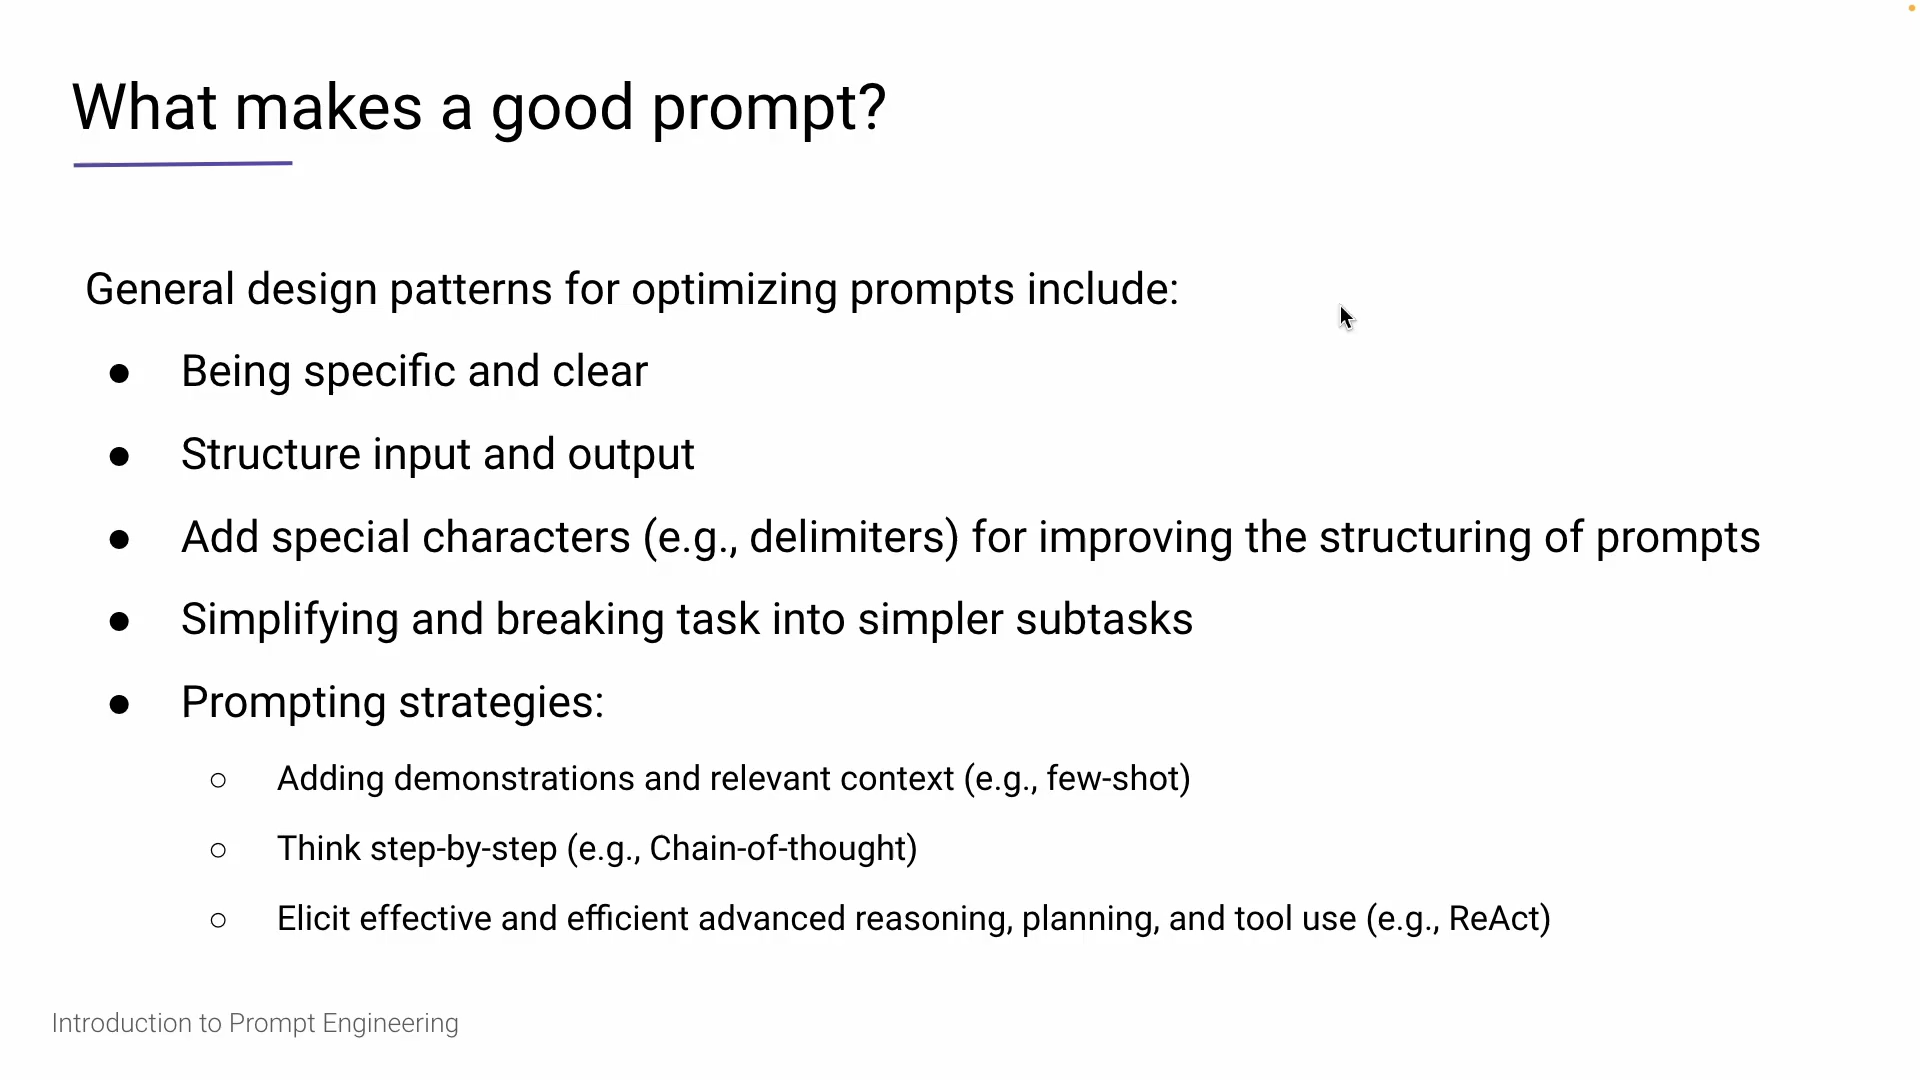 What makes a good prompt?
General design patterns for optimizing prompts include:
● Being specific and clear
● Structure input and output
● Add special characters (e.g., delimiters) for improving the structuring of prompts
● Simplifying and breaking task into simpler subtasks
● Prompting strategies:
○ Adding demonstrations and relevant context (e.g., few-shot)
○ Think step-by-step (e.g., Chain-of-thought)
○ Elicit effective and efficient advanced reasoning, planning, and tool use (e.g., ReAct)
Introduction to Prompt Engineering